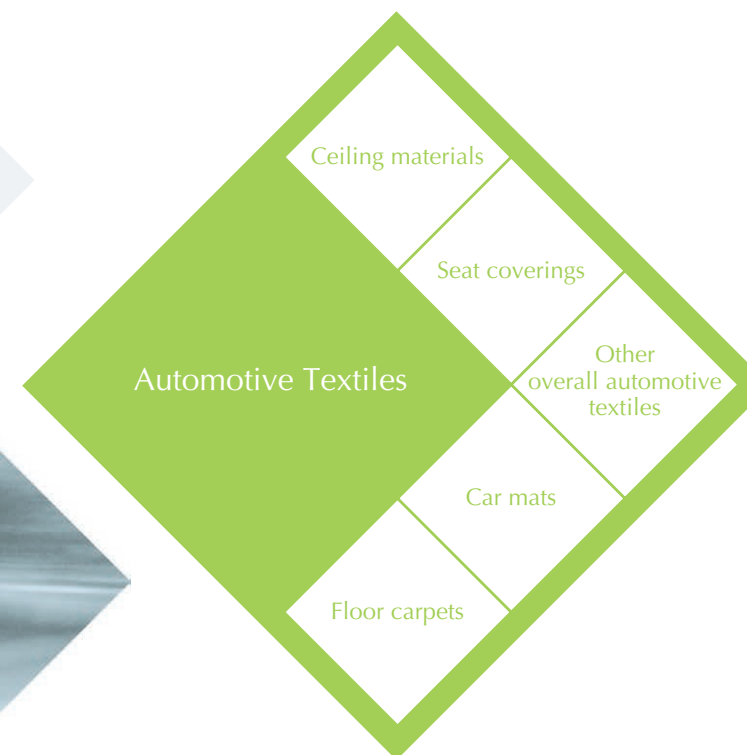 Ceiling materials
Seat coverings
Other
overall automotive
textiles
Automotive Textiles
Car mats
Floor carpets